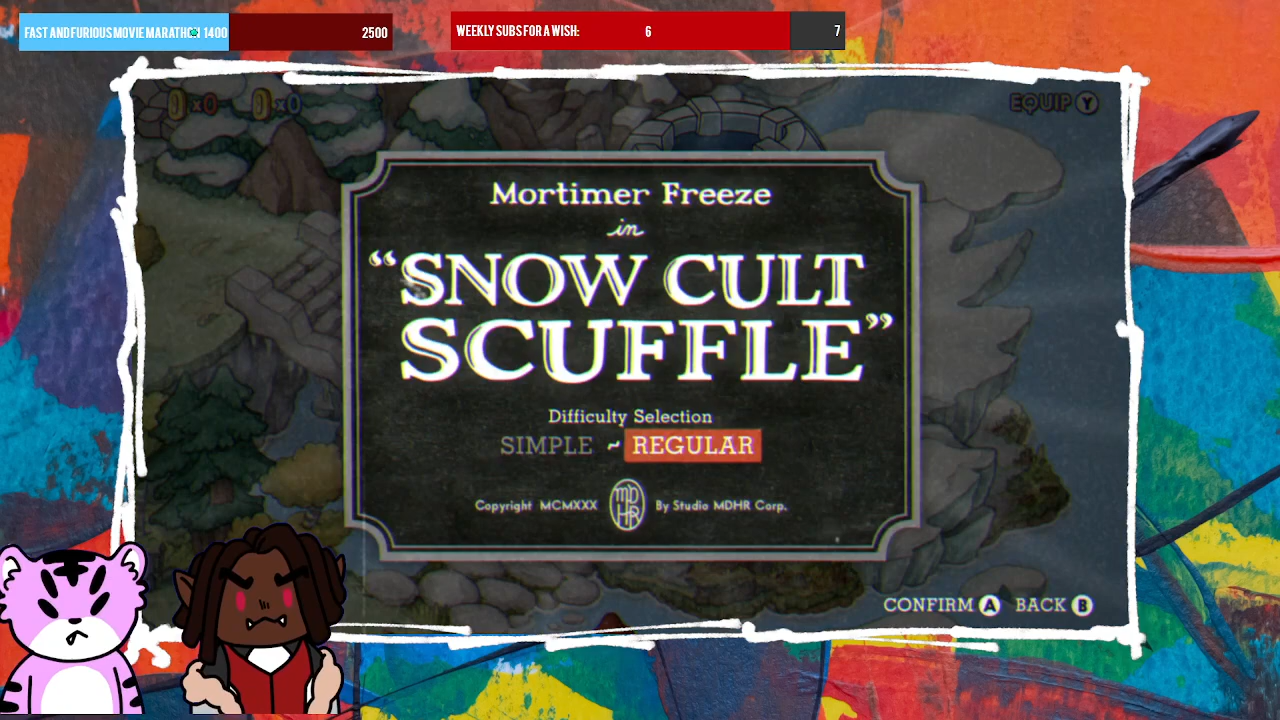 FAST AND FURIOUS MOVIE MARATHON 1400 2500
WEEKLY SUBS FOR A WISH: 6 7
x0 x0
EQUIP Y
Mortimer Freeze
in
“SNOW CULT
SCUFFLE”
Difficulty Selection
SIMPLE ~ REGULAR
Copyright MCMXXX MDHR By Studio MDHR Corp.
CONFIRM A BACK B